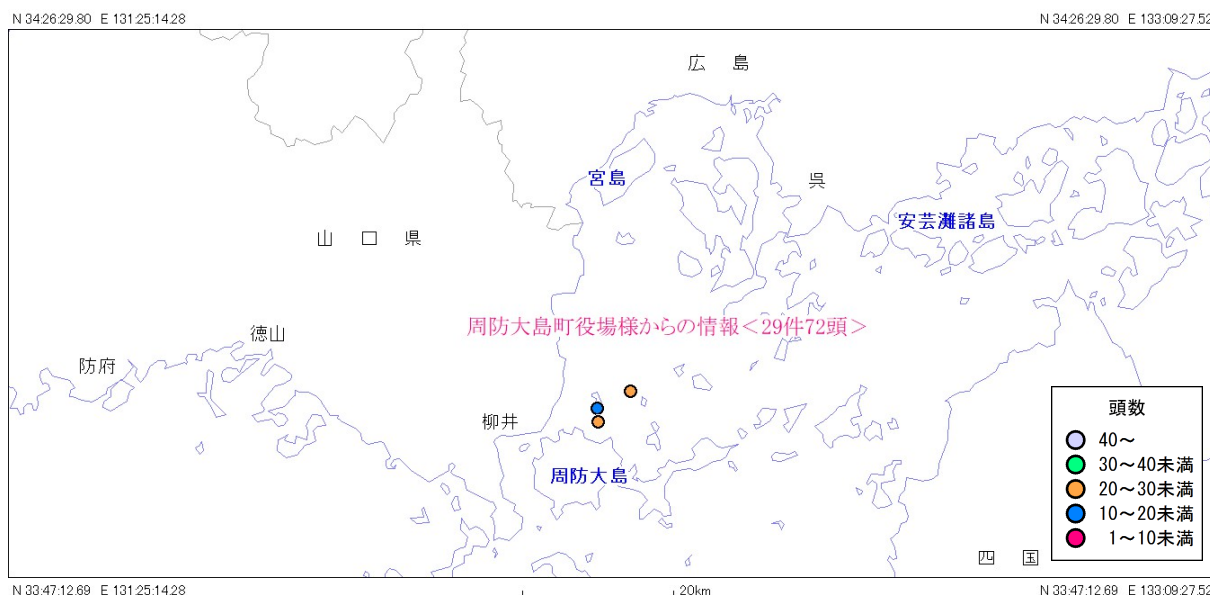 N 34:26:29.80 E 131:25:14.28
N 34:26:29.80 E 133:09:27.52
広 島
宮島
呉
安芸灘諸島
山 口 県
周防大島町役場様からの情報<29件72頭>
徳山
防府
柳井
周防大島
頭数
40～
30～40未満
20～30未満
10～20未満
1～10未満
四 国
N 33:47:12.69 E 131:25:14.28
20km
N 33:47:12.69 E 133:09:27.52